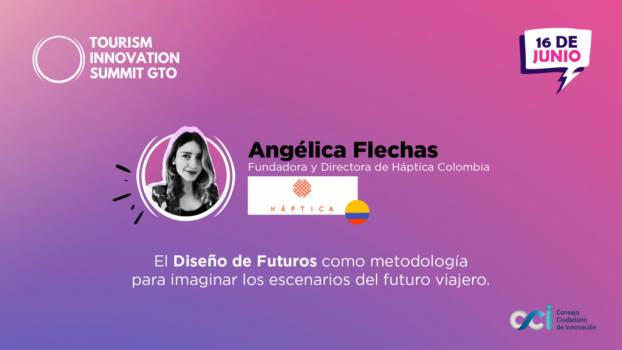 TOURISM
INNOVATION
SUMMIT GTO
16 DE
JUNIO
Angélica Flechas
Fundadora y Directora de Háptica Colombia
HÁPTICA
El Diseño de Futuros como metodología
para imaginar los escenarios del futuro viajero.
cci
Consejo
Ciudadano
de Innovación